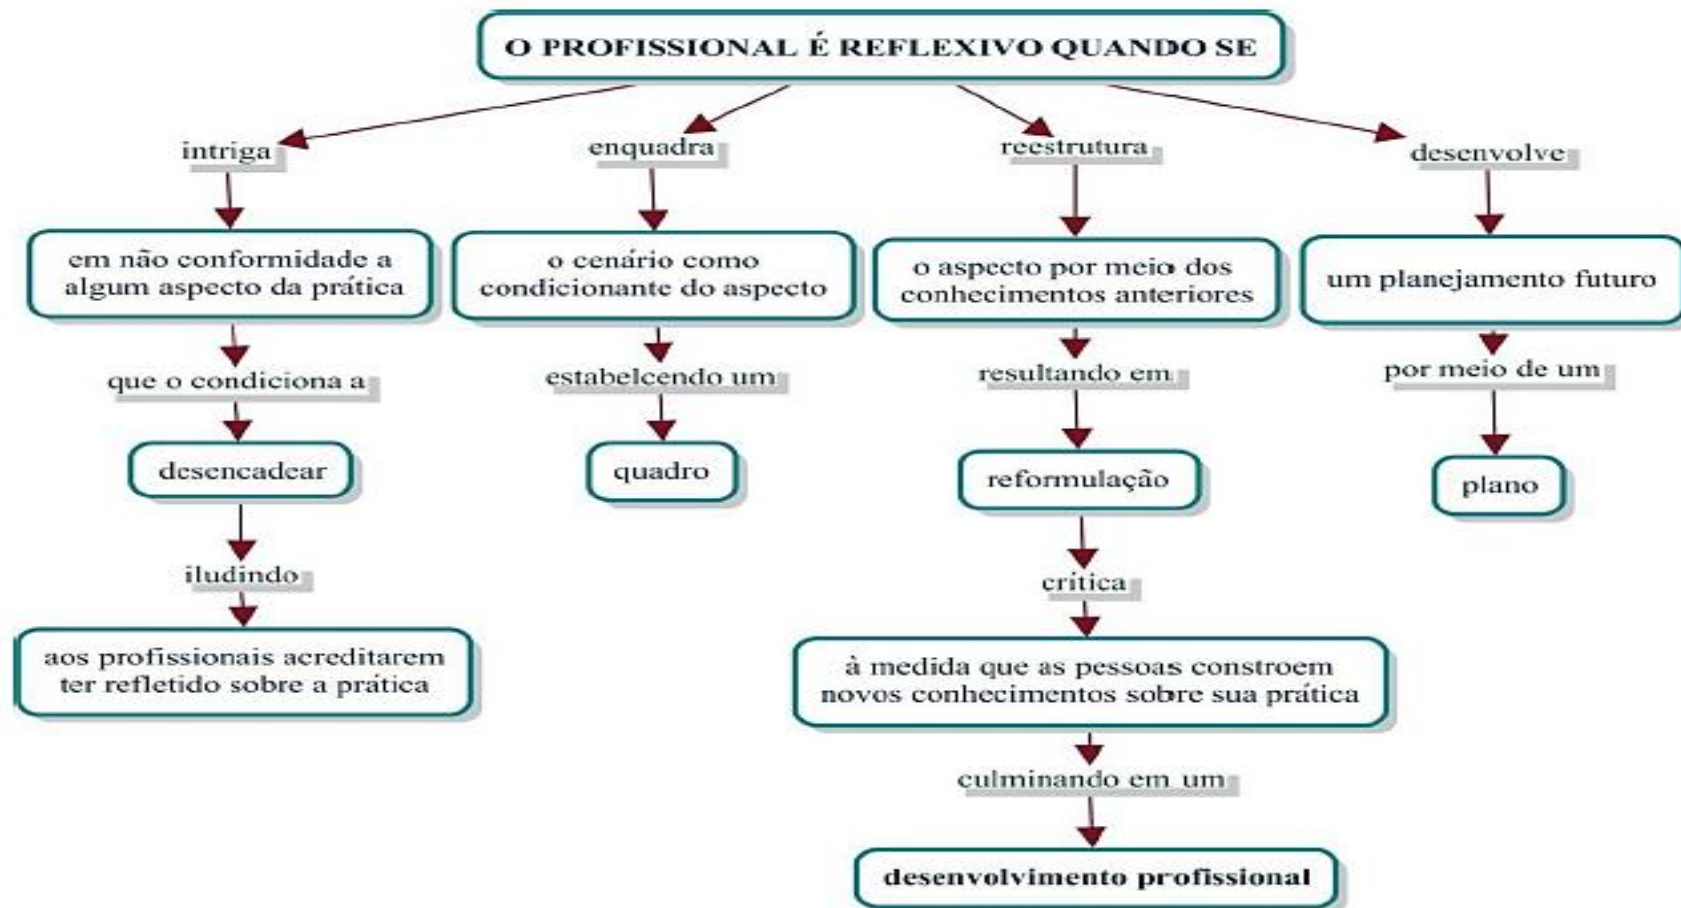 O PROFISSIONAL É REFLEXIVO QUANDO SE
intriga
em não conformidade a
algum aspecto da prática
que o condiciona a
desencadear
iludindo
aos profissionais acreditarem
ter refletido sobre a prática
enquadra
o cenário como
condicionante do aspecto
estabelcendo um
quadro
reestrutura
o aspecto por meio dos
conhecimentos anteriores
resultando em
reformulação
crítica
à medida que as pessoas constroem
novos conhecimentos sobre sua prática
culminando em um
desenvolvimento profissional
desenvolve
um planejamento futuro
por meio de um
plano